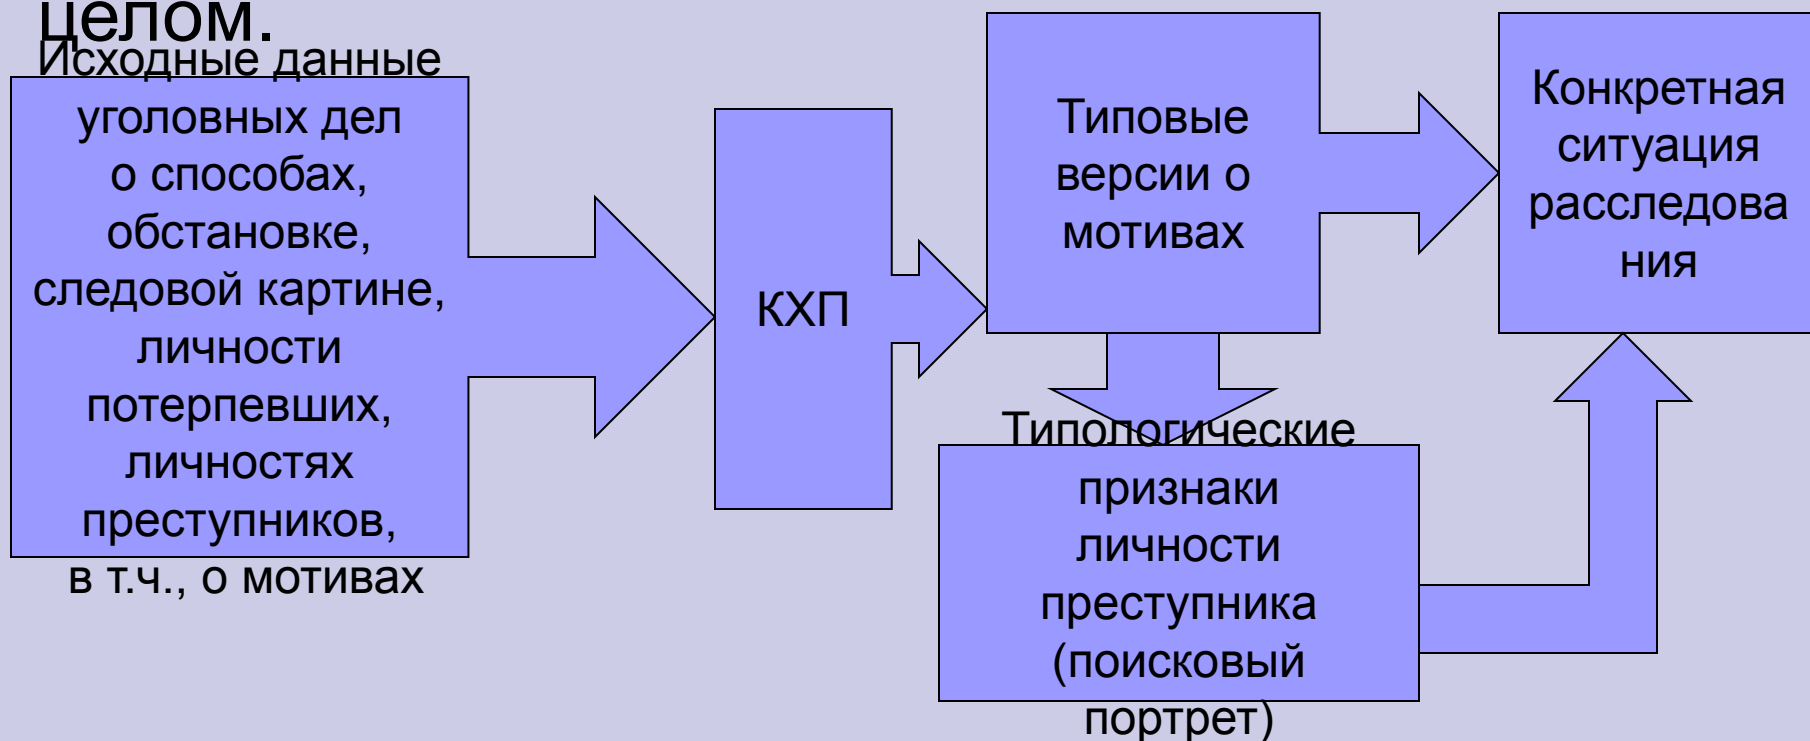 целом.
Исходные данные
уголовных дел
о способах,
обстановке,
следовой картине,
личности
потерпевших,
личностях
преступников,
в т.ч., о мотивах
КХП
Типовые
версии о
мотивах
Конкретная
ситуация
расследова
ния
Типологические
признаки
личности
преступника
(поисковый
портрет)